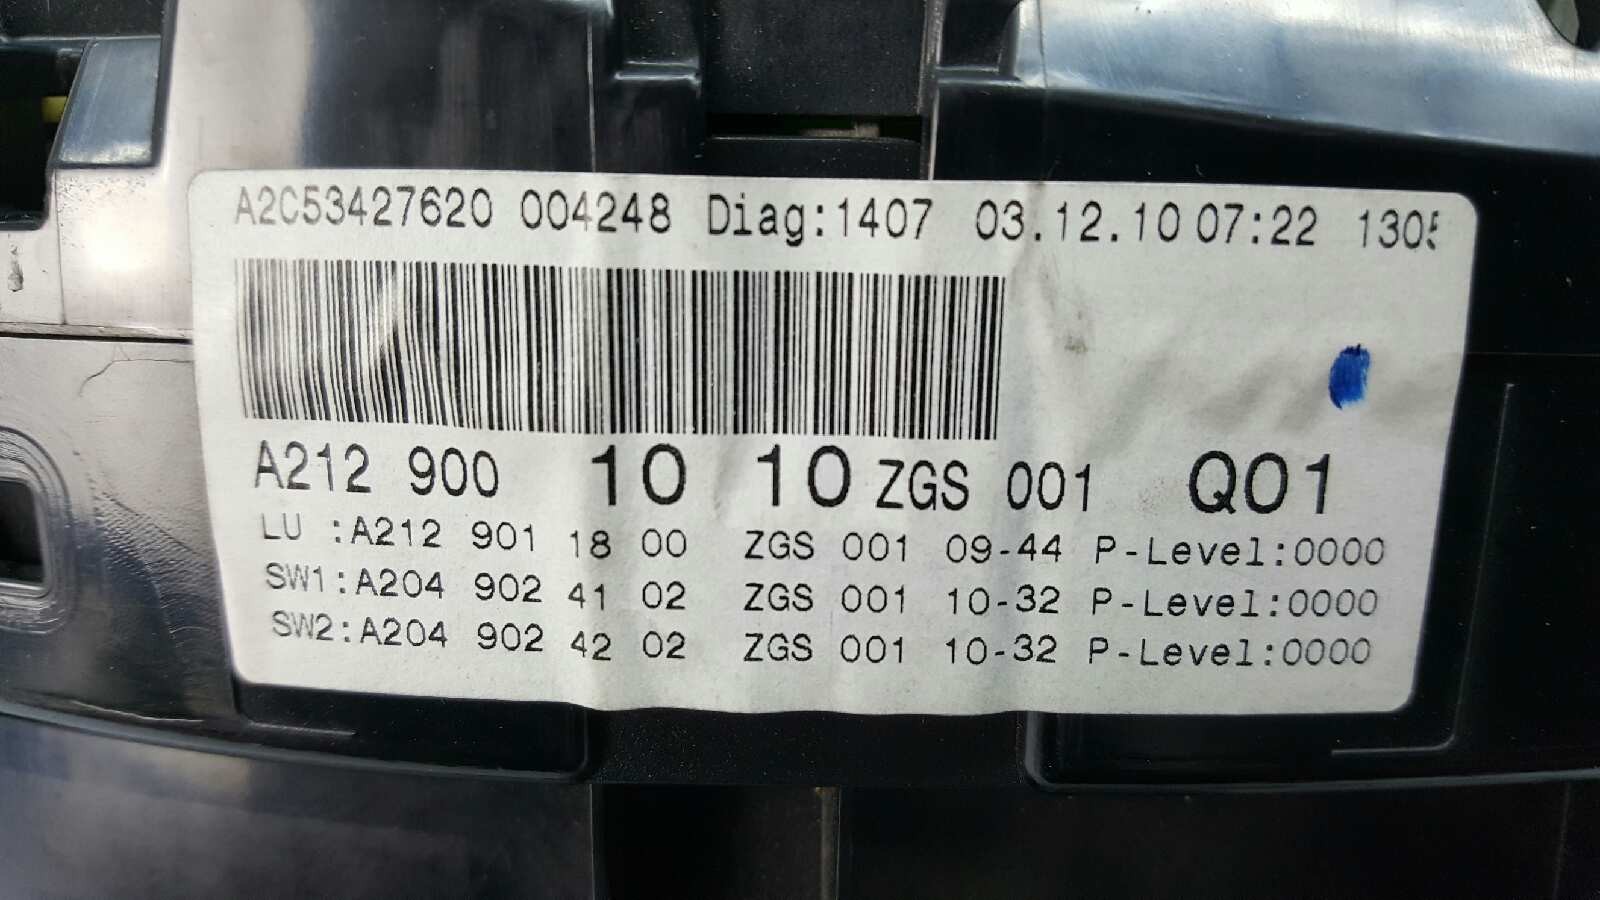 A2C53427620 004248 Diag:1407 03.12.10 07:22 1305
A212 900 10 10 ZGS 001 Q01
LU :A212 901 18 00 ZGS 001 09-44 P-Level:0000
SW1:A204 902 41 02 ZGS 001 10-32 P-Level:0000
SW2:A204 902 42 02 ZGS 001 10-32 P-Level:0000